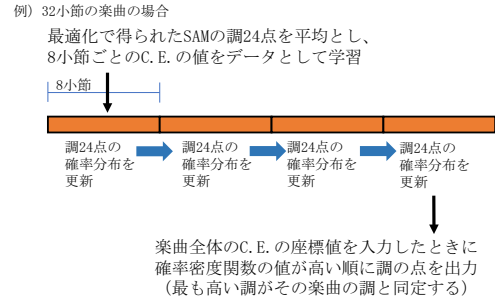 例）32小節の楽曲の場合
最適化で得られたSAMの調24点を平均とし、
8小節ごとのC.E.の値をデータとして学習
8小節
調24点の
確率分布を
更新
調24点の
確率分布を
更新
調24点の
確率分布を
更新
調24点の
確率分布を
更新
楽曲全体のC.E.の座標値を入力したときに
確率密度関数の値が高い順に調の点を出力
（最も高い調がその楽曲の調と同定する）